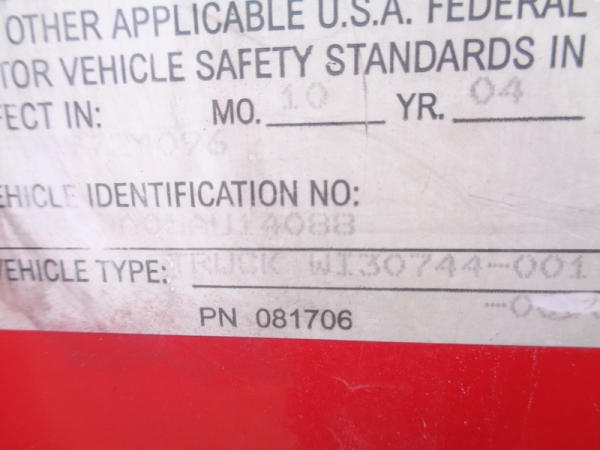 OTHER APPLICABLE U.S.A. FEDERAL
TOR VEHICLE SAFETY STANDARDS IN
FECT IN: MO. 10 YR. 04
EHICLE IDENTIFICATION NO:
VEHICLE TYPE: TRUCK WI30744-001
PN 081706